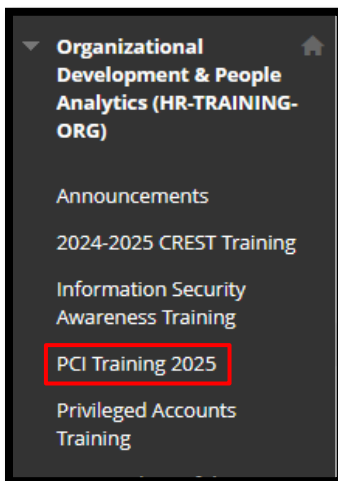 Organizational
Development & People
Analytics (HR-TRAINING-
ORG)
Announcements
2024-2025 CREST Training
Information Security
Awareness Training
PCI Training 2025
Privileged Accounts
Training